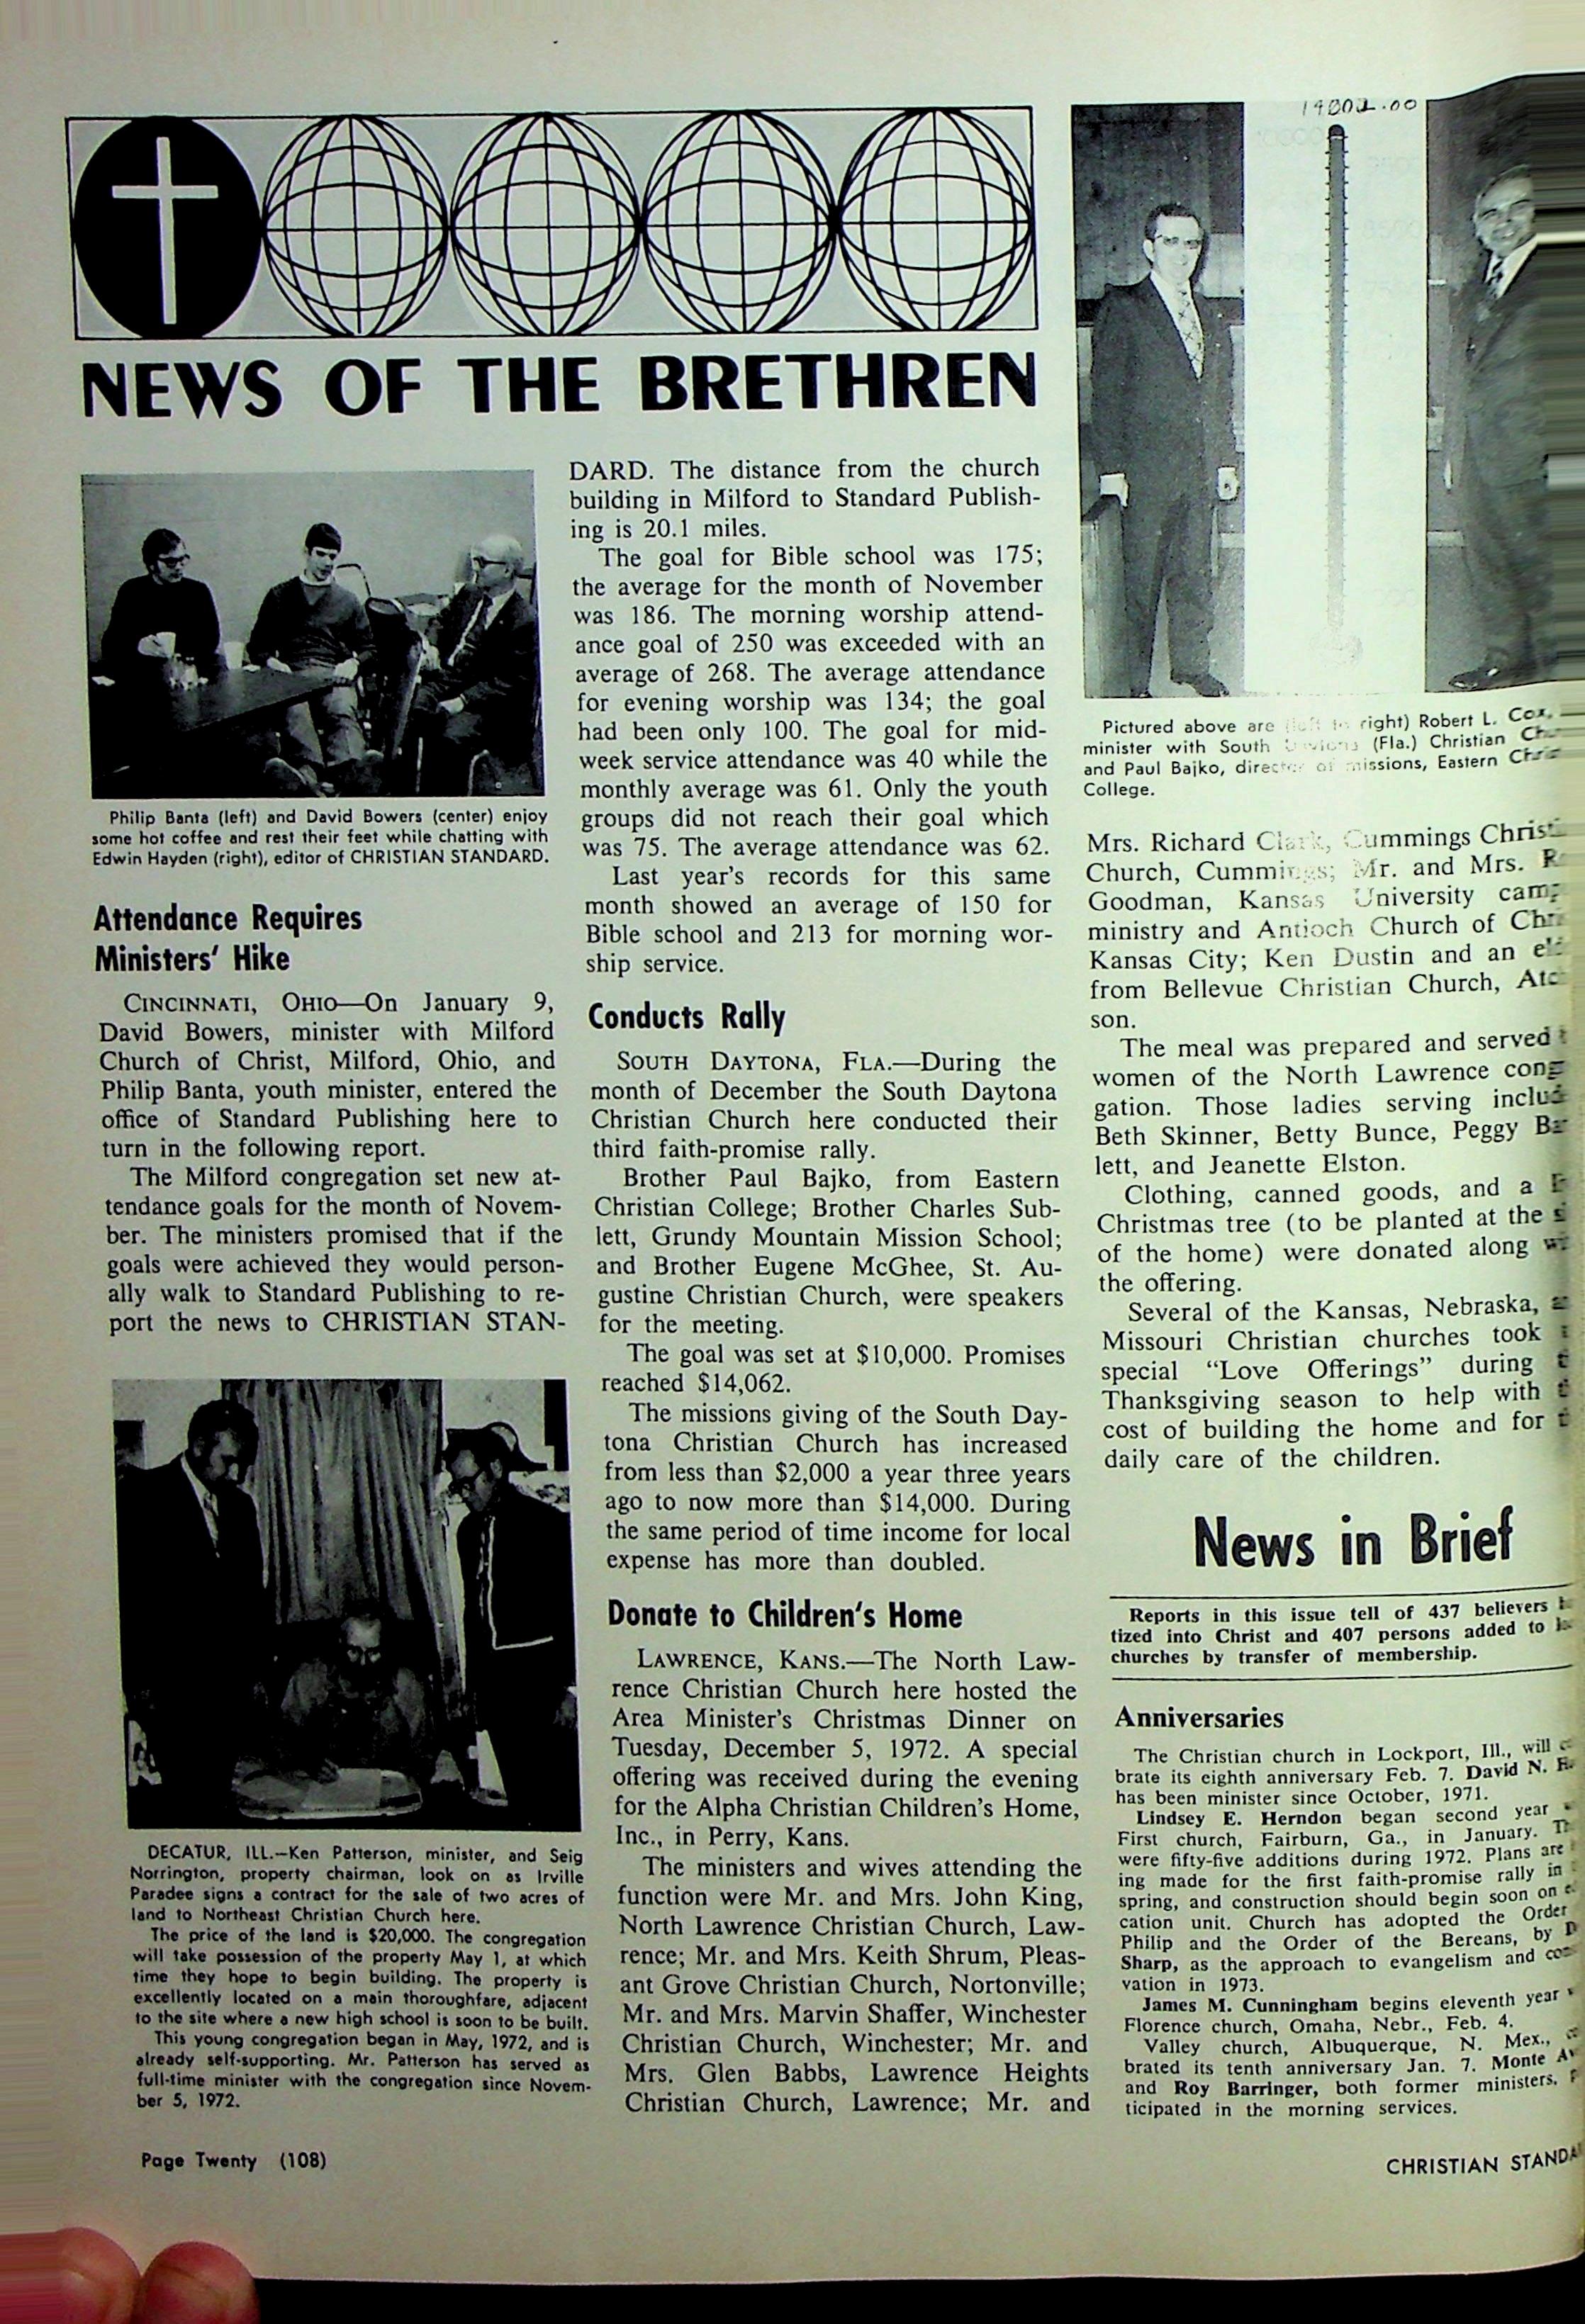 NEWS OF THE BRETHREN
Philip Banta (left) and David Bowers (center) enjoy
some hot coffee and rest their feet while chatting with
Edwin Hayden (right), editor of CHRISTIAN STANDARD.
Attendance Requires
Ministers' Hike
CINCINNATI, OHIO—On January 9,
David Bowers, minister with Milford
Church of Christ, Milford, Ohio, and
Philip Banta, youth minister, entered the
office of Standard Publishing here to
turn in the following report.
The Milford congregation set new at-
tendance goals for the month of Novem-
ber. The ministers promised that if the
goals were achieved they would person-
ally walk to Standard Publishing to re-
port the news to CHRISTIAN STAN-
DECATUR, ILL.—Ken Patterson, minister, and Seig
Norrington, property chairman, look on as Irville
Paradee signs a contract for the sale of two acres of
land to Northeast Christian Church here.
The price of the land is $20,000. The congregation
will take possession of the property May 1, at which
time they hope to begin building. The property is
excellently located on a main thoroughfare, adjacent
to the site where a new high school is soon to be built.
This young congregation began in May, 1972, and is
already self-supporting. Mr. Patterson has served as
full-time minister with the congregation since Novem-
ber 5, 1972.
DARD. The distance from the church
building in Milford to Standard Publish-
ing is 20.1 miles.
The goal for Bible school was 175;
the average for the month of November
was 186. The morning worship attend-
ance goal of 250 was exceeded with an
average of 268. The average attendance
for evening worship was 134; the goal
had been only 100. The goal for mid-
week service attendance was 40 while the
monthly average was 61. Only the youth
groups did not reach their goal which
was 75. The average attendance was 62.
Last year's records for this same
month showed an average of 150 for
Bible school and 213 for morning wor-
ship service.
Conducts Rally
SOUTH DAYTONA, FLA.—During the
month of December the South Daytona
Christian Church here conducted their
third faith-promise rally.
Brother Paul Bajko, from Eastern
Christian College; Brother Charles Sub-
lett, Grundy Mountain Mission School;
and Brother Eugene McGhee, St. Au-
gustine Christian Church, were speakers
for the meeting.
The goal was set at $10,000. Promises
reached $14,062.
The missions giving of the South Day-
tona Christian Church has increased
from less than $2,000 a year three years
ago to now more than $14,000. During
the same period of time income for local
expense has more than doubled.
Donate to Children's Home
LAWRENCE, KANS.—The North Law-
rence Christian Church here hosted the
Area Minister's Christmas Dinner on
Tuesday, December 5, 1972. A special
offering was received during the evening
for the Alpha Christian Children's Home,
Inc., in Perry, Kans.
The ministers and wives attending the
function were Mr. and Mrs. John King,
North Lawrence Christian Church, Law-
rence; Mr. and Mrs. Keith Shrum, Pleas-
ant Grove Christian Church, Nortonville;
Mr. and Mrs. Marvin Shaffer, Winchester
Christian Church, Winchester; Mr. and
Mrs. Glen Babbs, Lawrence Heights
Christian Church, Lawrence; Mr. and
Pictured above are (left to right) Robert L. Cox,
minister with South (Fla.) Christian
and Paul Bajko, director of missions, Eastern
College.
Mrs. Richard Clark, Cummings
Church, Cummings; Mr. and Mrs.
Goodman, Kansas University
ministry and Antioch Church of
Kansas City; Ken Dustin and an
from Bellevue Christian Church,
son.
The meal was prepared and served
women of the North Lawrence
gation. Those ladies serving
Beth Skinner, Betty Bunce, Peggy
lett, and Jeanette Elston.
Clothing, canned goods, and a
Christmas tree (to be planted at the
of the home) were donated along
the offering.
Several of the Kansas, Nebraska,
Missouri Christian churches took
special “Love Offerings” during
Thanksgiving season to help with
cost of building the home and for
daily care of the children.
News in Brief
Reports in this issue tell of 437 believers
tized into Christ and 407 persons added to
churches by transfer of membership.
Anniversaries
The Christian church in Lockport, Ill., will
brate its eighth anniversary Feb. 7. David N.
has been minister since October, 1971.
Lindsey E. Herndon began second year
First church, Fairburn, Ga., in January.
were fifty-five additions during 1972. Plans are
ing made for the first faith-promise rally in
spring, and construction should begin soon on
cation unit. Church has adopted the Order
Philip and the Order of the Bereans, by
Sharp, as the approach to evangelism and
vation in 1973.
James M. Cunningham begins eleventh year
Florence church, Omaha, Nebr., Feb. 4.
Valley church, Albuquerque, N. Mex.,
brated its tenth anniversary Jan. 7. Monte
and Roy Barringer, both former ministers,
ticipated in the morning services.
Page Twenty (108)
CHRISTIAN